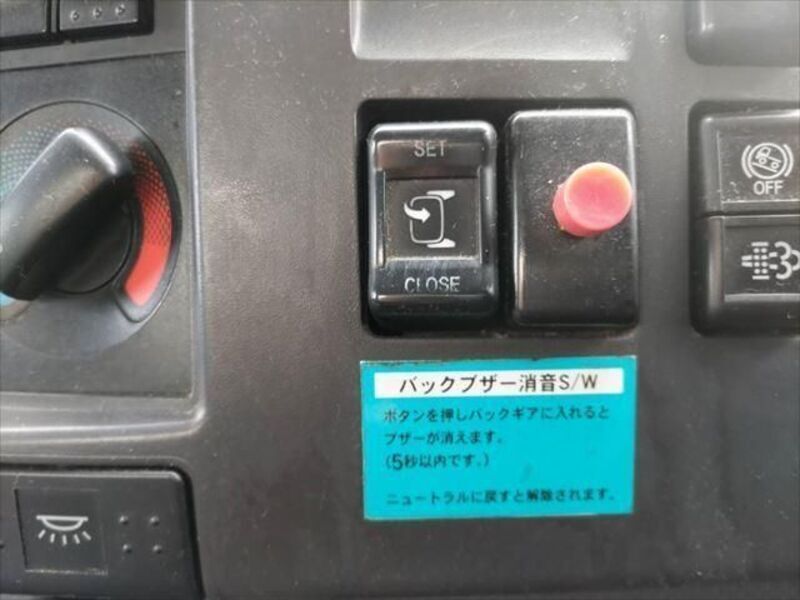 SET
CLOSE
OFF
バックブザー消音S/W
ボタンを押しバックギアに入れると
ブザーが消えます。
(5秒以内です。)
ニュートラルに戻すと解除されます。